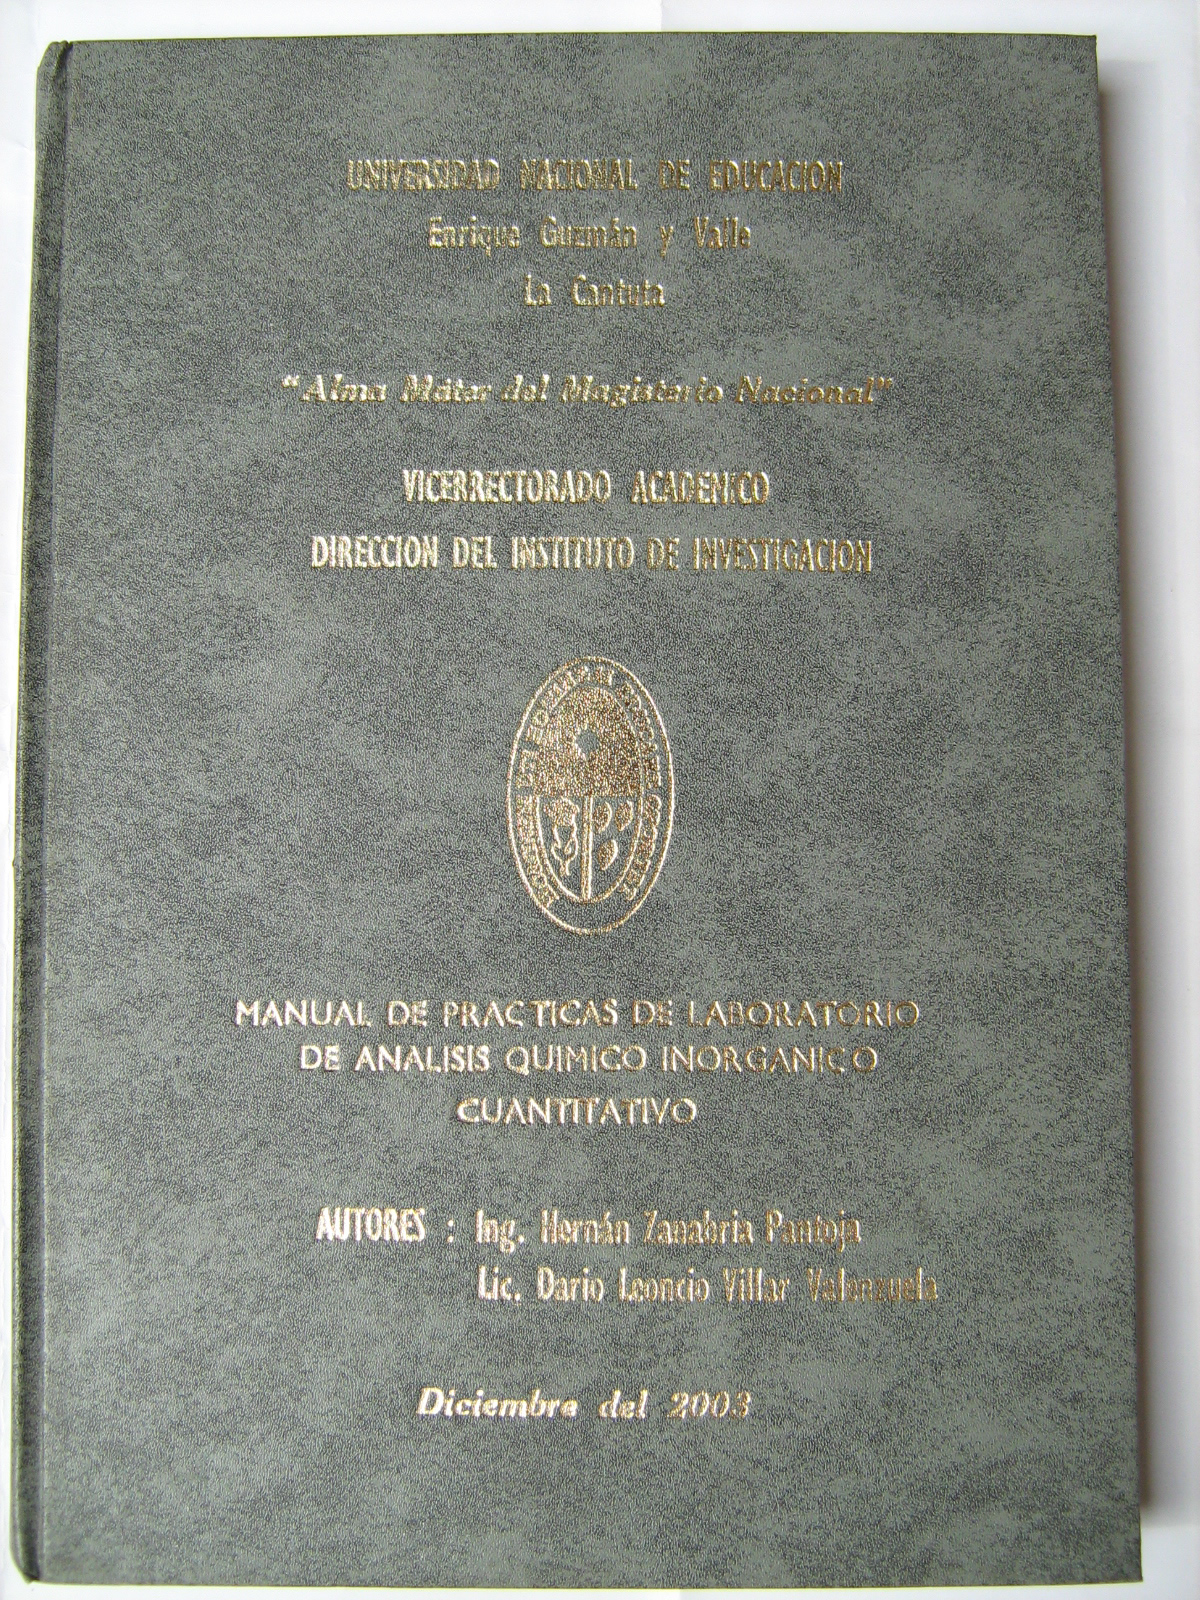 UNIVERSIDAD NACIONAL DE EDUCACION
Enrique Guzmán y Valle
La Cantuta
"Alma Máter del Magisterio Nacional"
VICERRECTORADO ACADEMICO
DIRECCION DEL INSTITUTO DE INVESTIGACION
MANUAL DE PRACTICAS DE LABORATORIO
DE ANALISIS QUIMICO INORGANICO
CUANTITATIVO
AUTORES : Ing. Hernán Zanabria Pantoja
Lic. Dario Leoncio Villar Valenzuela
Diciembre del 2003